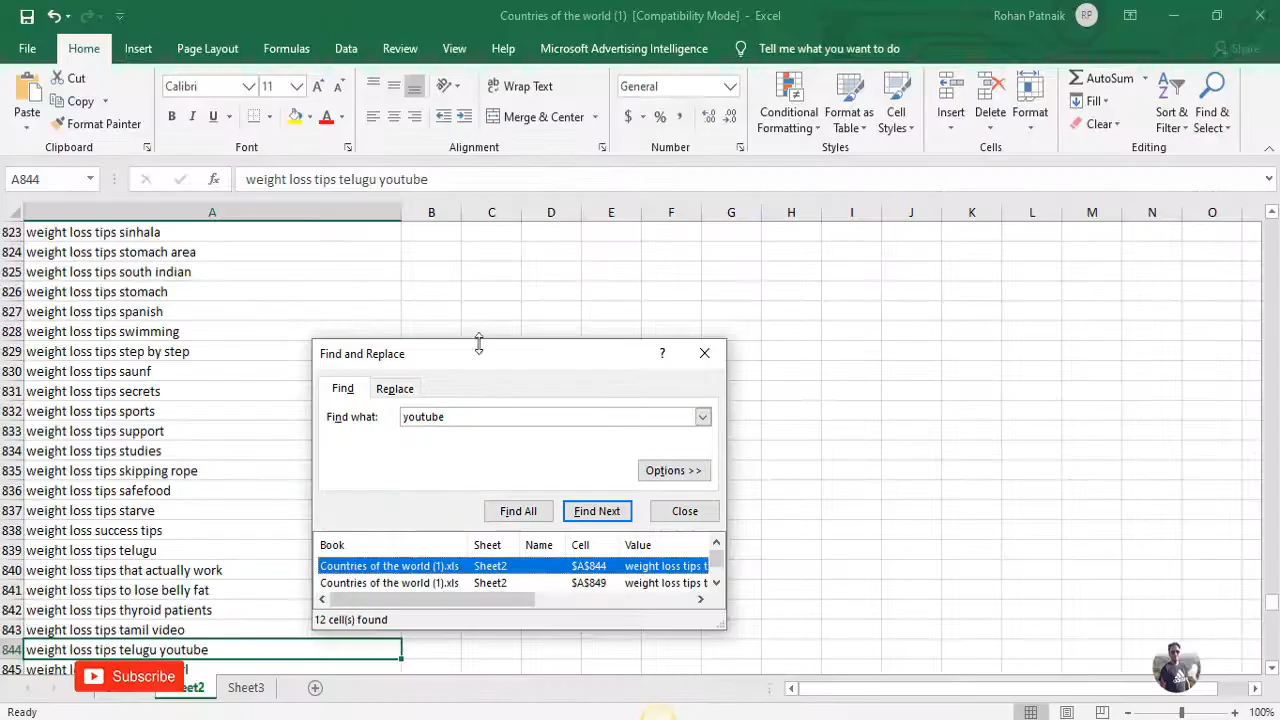 Countries of the world (1) [Compatibility Mode] - Excel
Rohan Patnaik RP
File Home Insert Page Layout Formulas Data Review View Help Microsoft Advertising Intelligence Tell me what you want to do Share
Paste
Cut
Copy
Format Painter
Clipboard
Calibri 11
B I U
Font
Wrap Text
Merge & Center
Alignment
General
$ % ,
Number
Conditional Formatting
Format as Table
Cell Styles
Styles
Insert Delete Format
Cells
AutoSum
Fill
Clear
Sort & Filter
Find & Select
Editing
A844 fx weight loss tips telugu youtube
A B C D E F G H I J K L M N O
823 weight loss tips sinhala
824 weight loss tips stomach area
825 weight loss tips south indian
826 weight loss tips stomach
827 weight loss tips spanish
828 weight loss tips swimming
829 weight loss tips step by step
830 weight loss tips saunf
831 weight loss tips secrets
832 weight loss tips sports
833 weight loss tips support
834 weight loss tips studies
835 weight loss tips skipping rope
836 weight loss tips safefood
837 weight loss tips starve
838 weight loss success tips
839 weight loss tips telugu
840 weight loss tips that actually work
841 weight loss tips to lose belly fat
842 weight loss tips thyroid patients
843 weight loss tips tamil video
844 weight loss tips telugu youtube
845
Find and Replace ?
Find Replace
Find what: youtube
Options >>
Find All Find Next Close
Book Sheet Name Cell Value
Countries of the world (1).xls Sheet2 $A$844 weight loss tips t
Countries of the world (1).xls Sheet2 $A$849 weight loss tips t
12 cell(s) found
Subscribe
Sheet3
Ready
100%